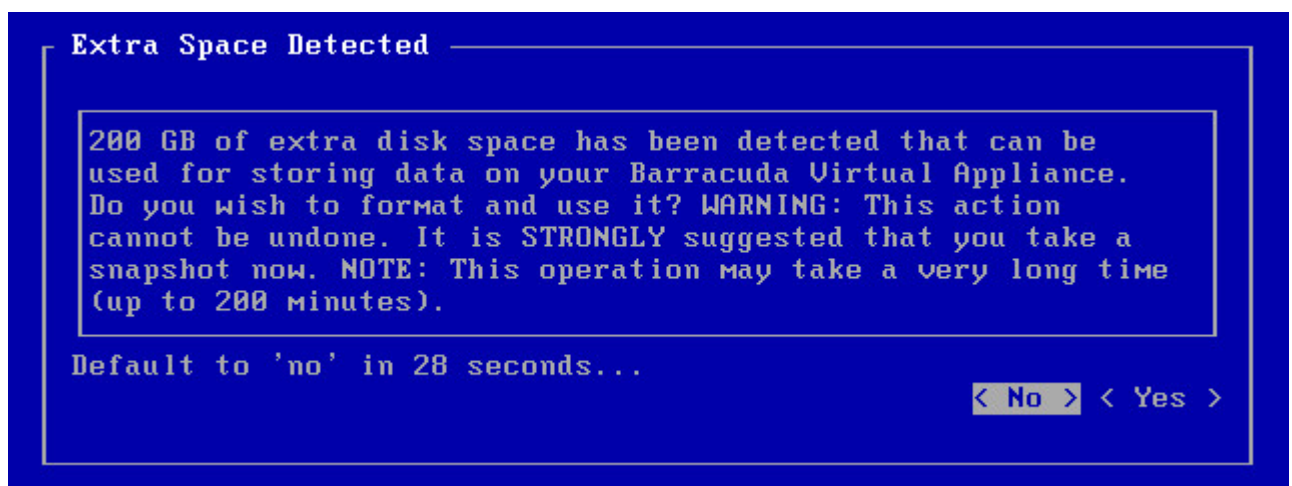 Extra Space Detected
200 GB of extra disk space has been detected that can be
used for storing data on your Barracuda Virtual Appliance.
Do you wish to format and use it? WARNING: This action
cannot be undone. It is STRONGLY suggested that you take a
snapshot now. NOTE: This operation may take a very long time
(up to 200 minutes).
Default to 'no' in 28 seconds...
< No > < Yes >